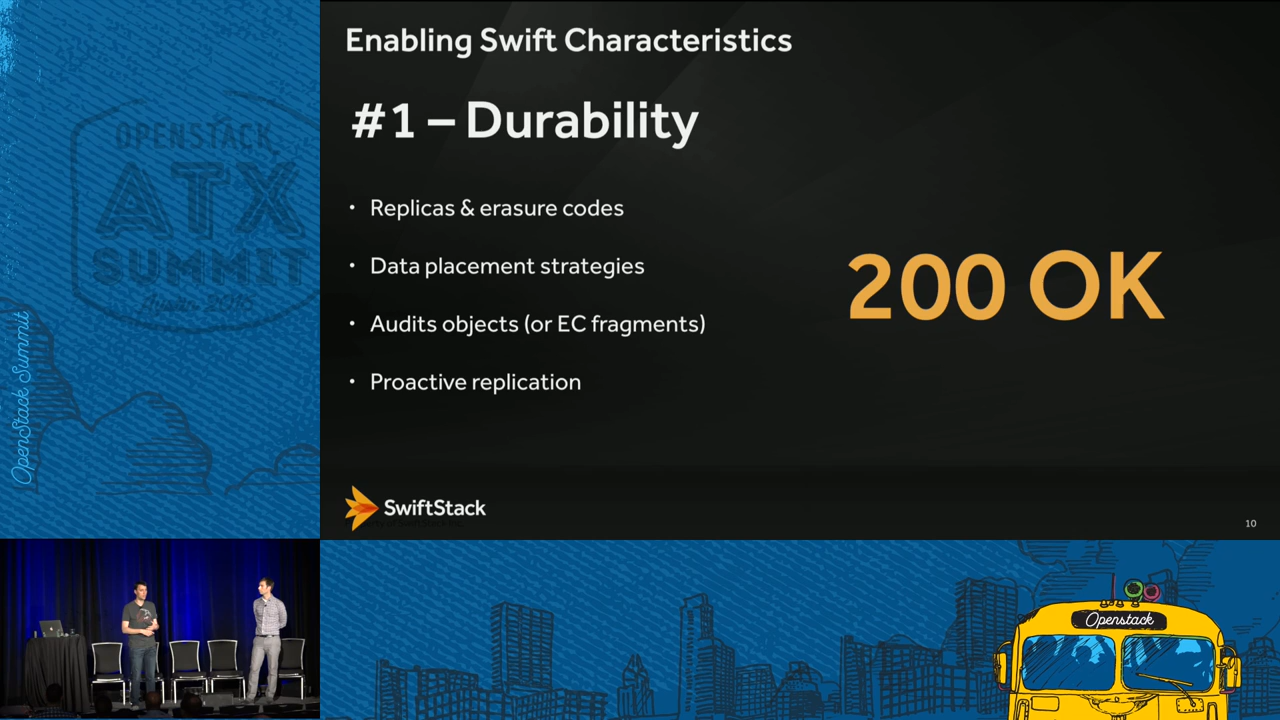 Enabling Swift Characteristics
#1 – Durability
• Replicas & erasure codes
• Data placement strategies
• Audits objects (or EC fragments)
• Proactive replication
200 OK
SwiftStack
10
OPENSTACK
ATX
SUMMIT
OpenStack Summit
Openstack